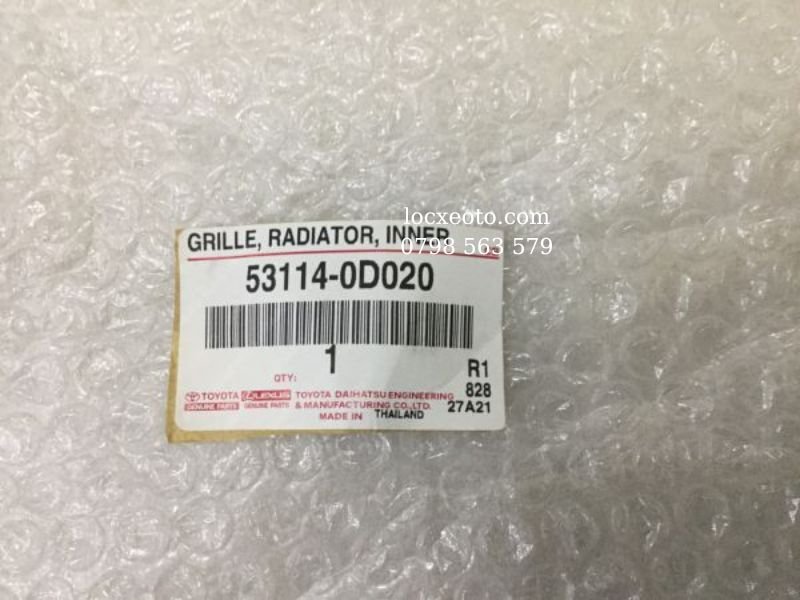 locxeoto.com
0798 563 579
GRILLE, RADIATOR, INNER
53114-0D020
1
QTY:
R1
828
27A21
TOYOTA
GENUINE PARTS
LEXUS
GENUINE PARTS
TOYOTA DAIHATSU ENGINEERING
& MANUFACTURING CO., LTD.
MADE IN THAILAND